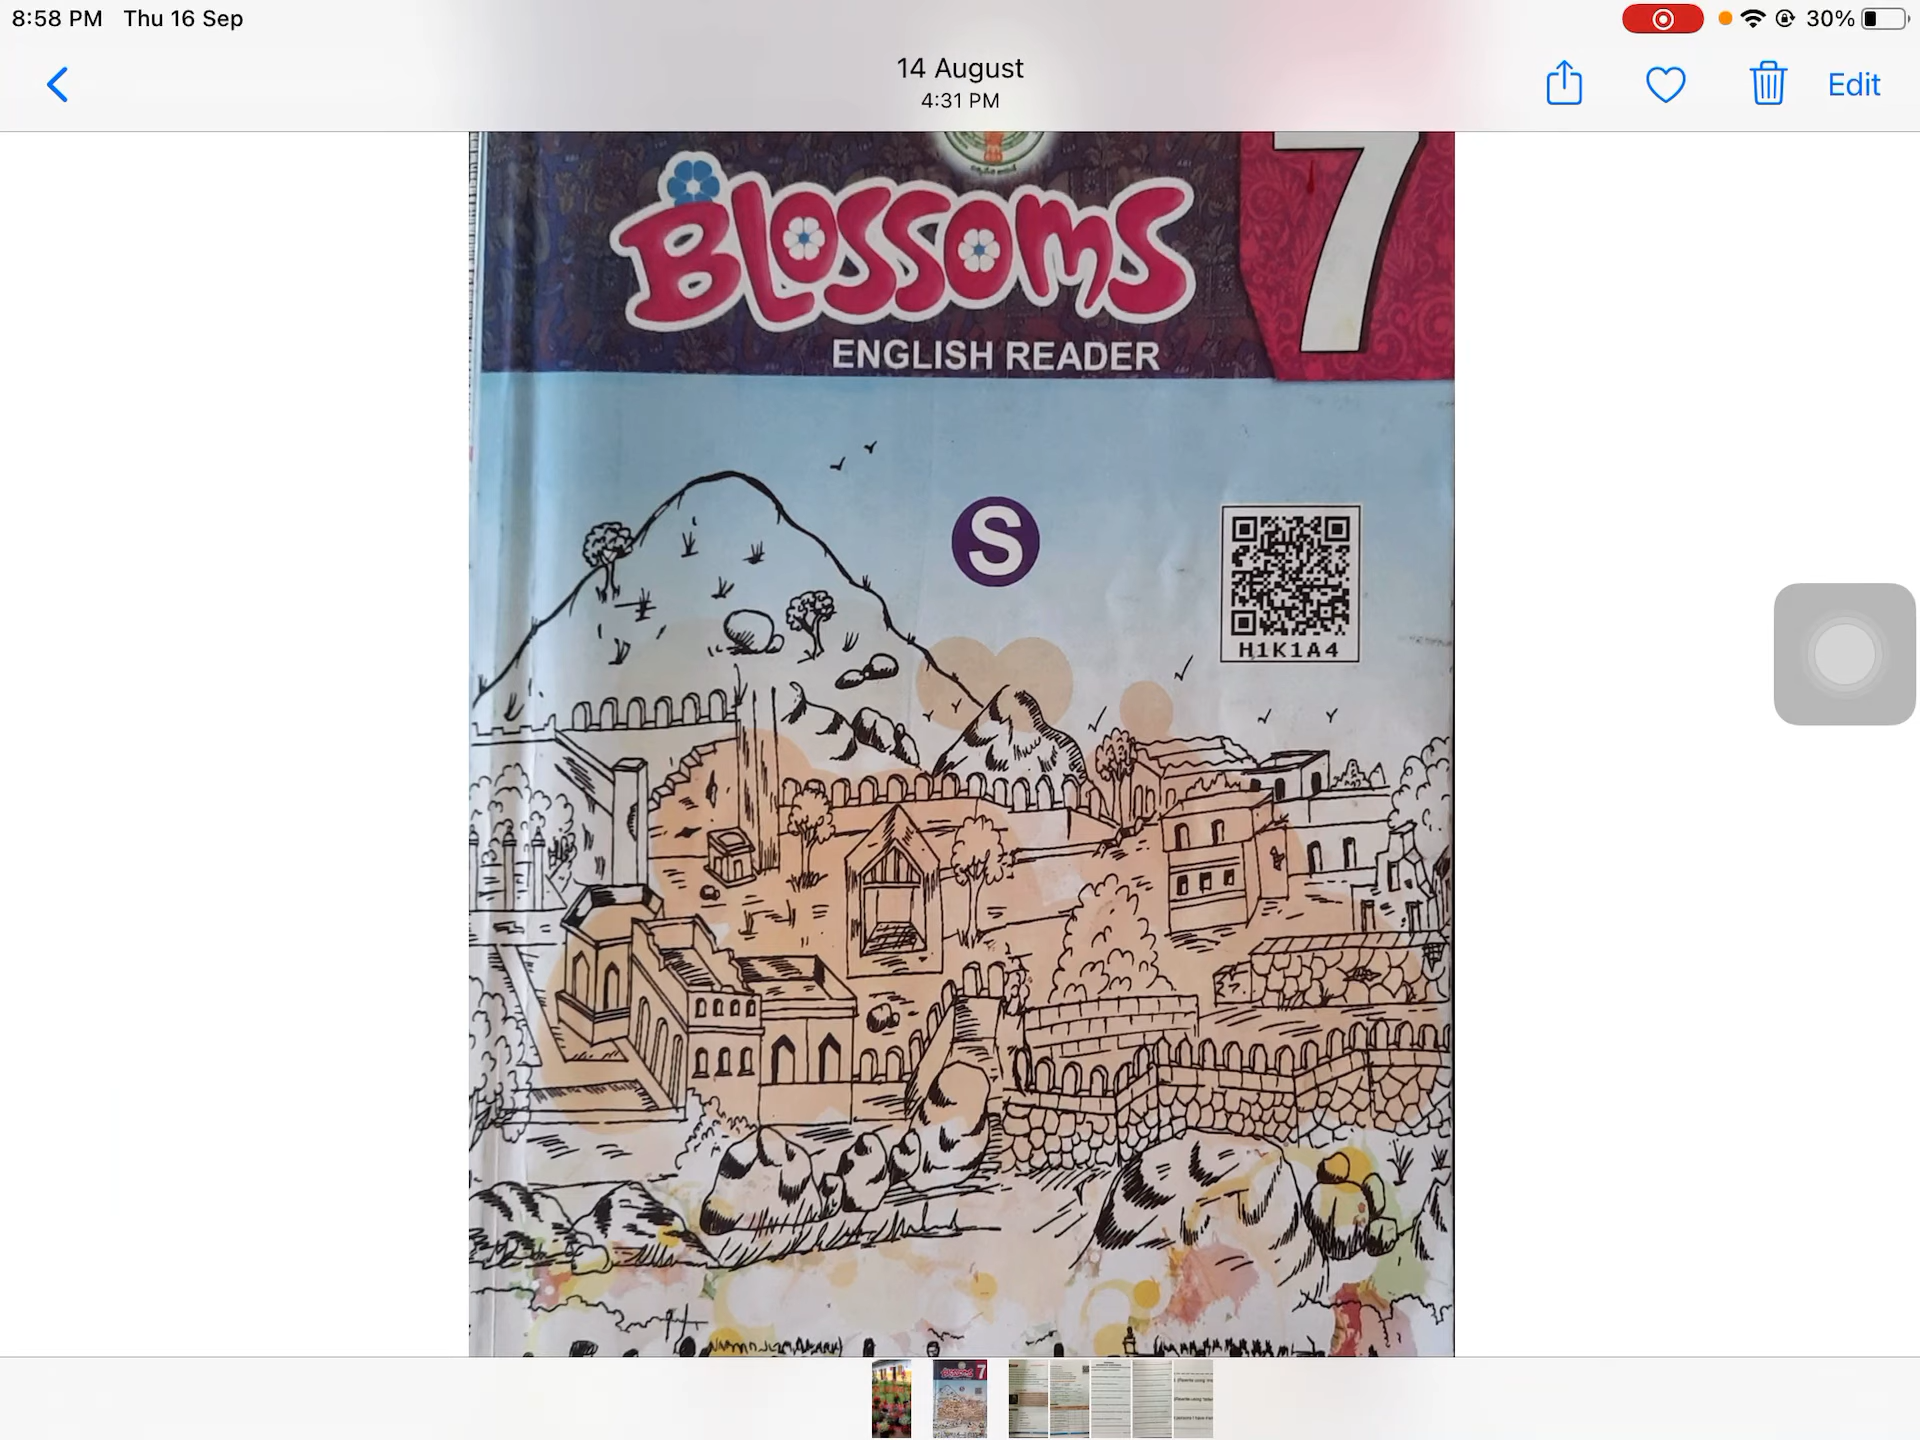 8:58 PM Thu 16 Sep
30%
14 August
4:31 PM
Edit
7
BLOSSOMS
ENGLISH READER
S
H1K1A4